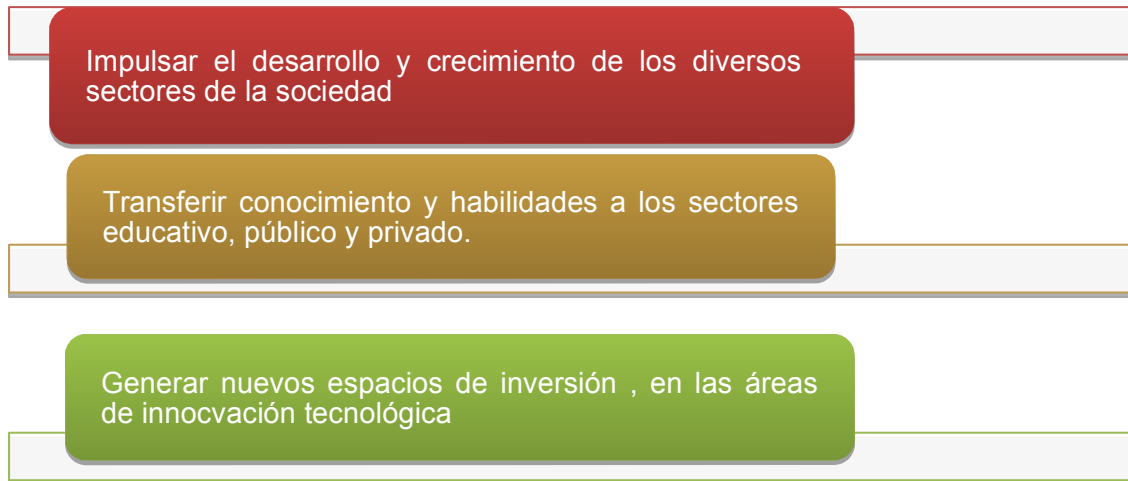 Impulsar el desarrollo y crecimiento de los diversos
sectores de la sociedad
Transferir conocimiento y habilidades a los sectores
educativo, público y privado.
Generar nuevos espacios de inversión , en las áreas
de innocvación tecnológica